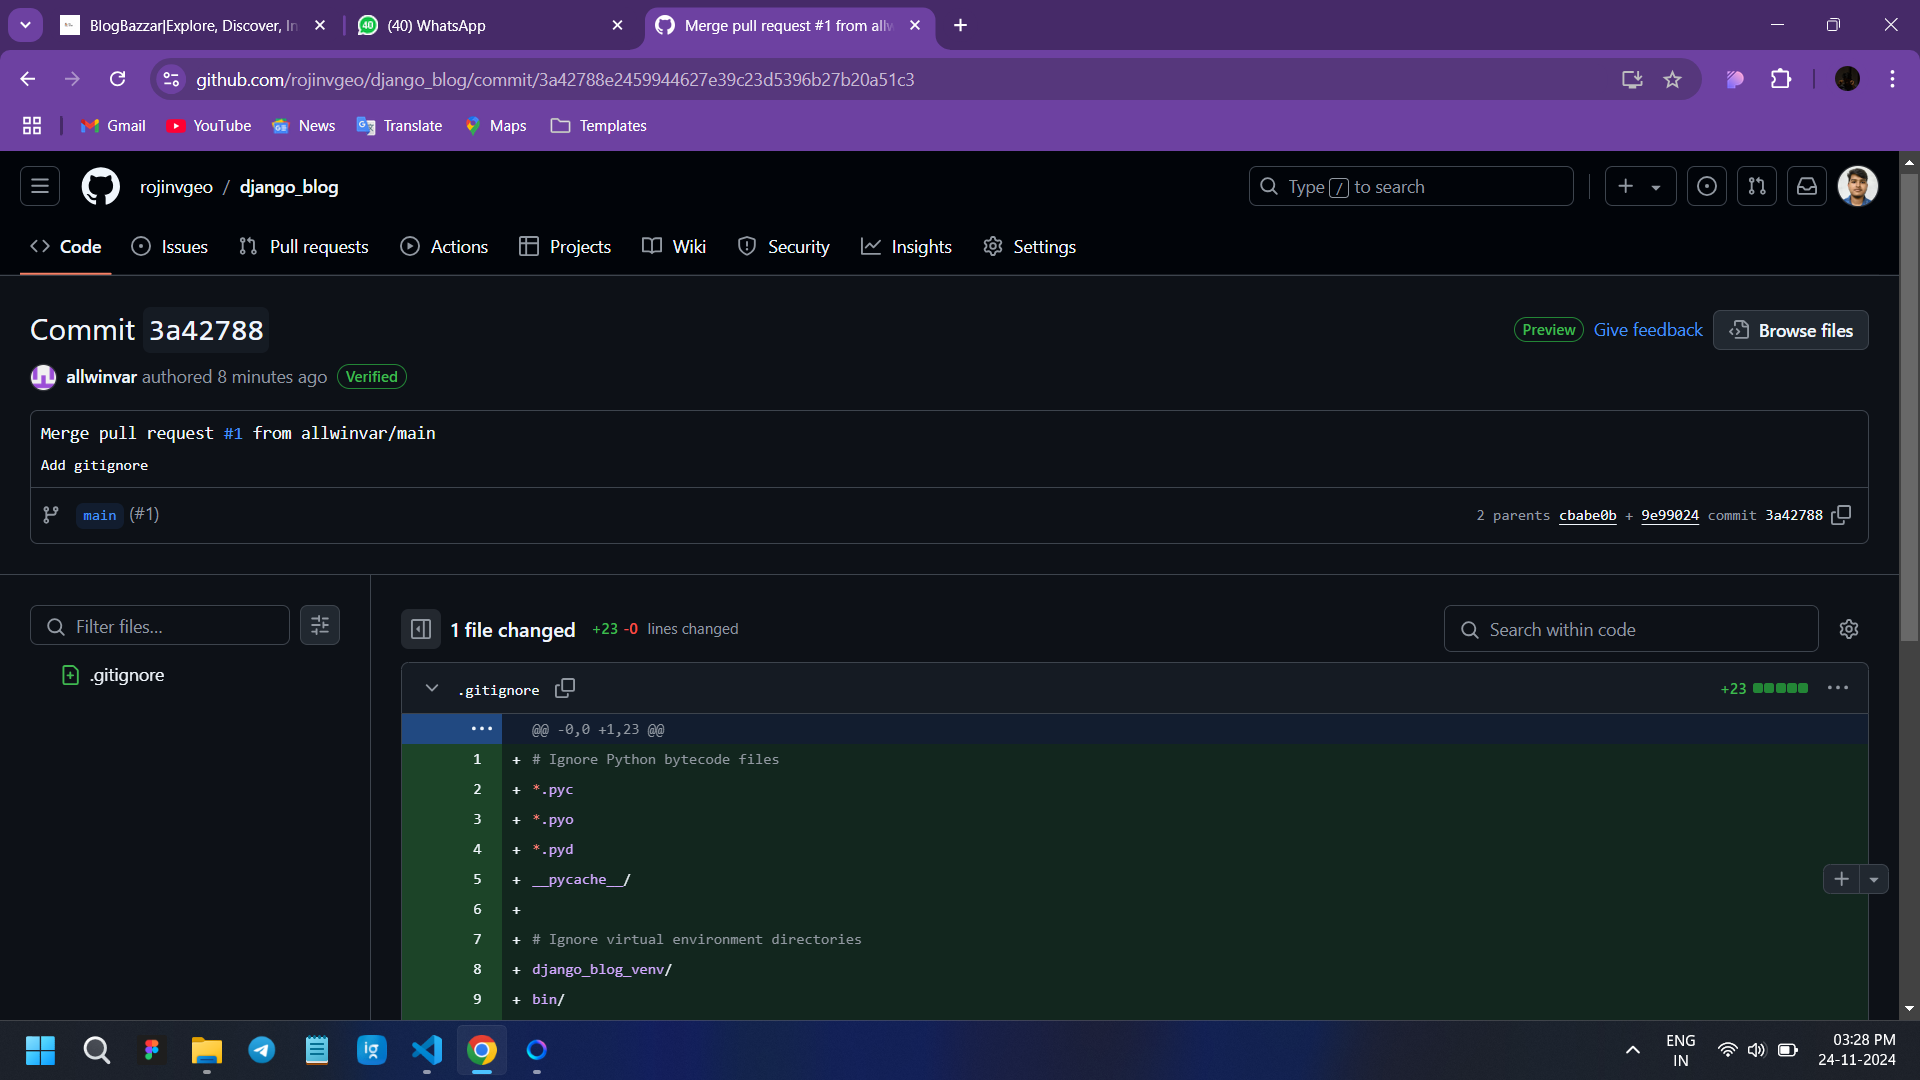 BlogBazzar|Explore, Discover, In
40
(40) WhatsApp
Merge pull request #1 from allw
github.com/rojinvgeo/django_blog/commit/3a42788e2459944627e39c23d5396b27b20a51c3
Gmail
YouTube
News
Translate
Maps
Templates
rojinvgeo / django_blog
Type / to search
Code
Issues
Pull requests
Actions
Projects
Wiki
Security
Insights
Settings
Commit 3a42788
Preview
Give feedback
Browse files
allwinvar authored 8 minutes ago Verified
Merge pull request #1 from allwinvar/main
Add gitignore
main (#1)
2 parents cbabe0b + 9e99024 commit 3a42788
Filter files...
.gitignore
1 file changed +23 -0 lines changed
Search within code
.gitignore
+23
@@ -0,0 +1,23 @@
1 + # Ignore Python bytecode files
2 + *.pyc
3 + *.pyo
4 + *.pyd
5 + __pycache__/
6 +
7 + # Ignore virtual environment directories
8 + django_blog_venv/
9 + bin/
ig
ENG
IN
03:28 PM
24-11-2024